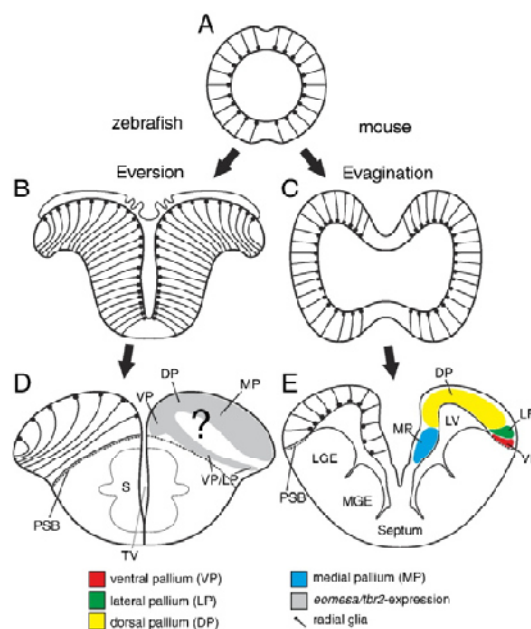 A
zebrafish
mouse
Eversion
Evagination
B
C
D
DP
VP
MP
?
VP/LP
S
PSB
TV
E
DP
LP
LV
MP
LGE
PSB
MGE
Septum
ventral pallium (VP)
lateral pallium (LP)
dorsal pallium (DP)
medial pallium (MP)
eomesa/tbr2-expression
radial glia